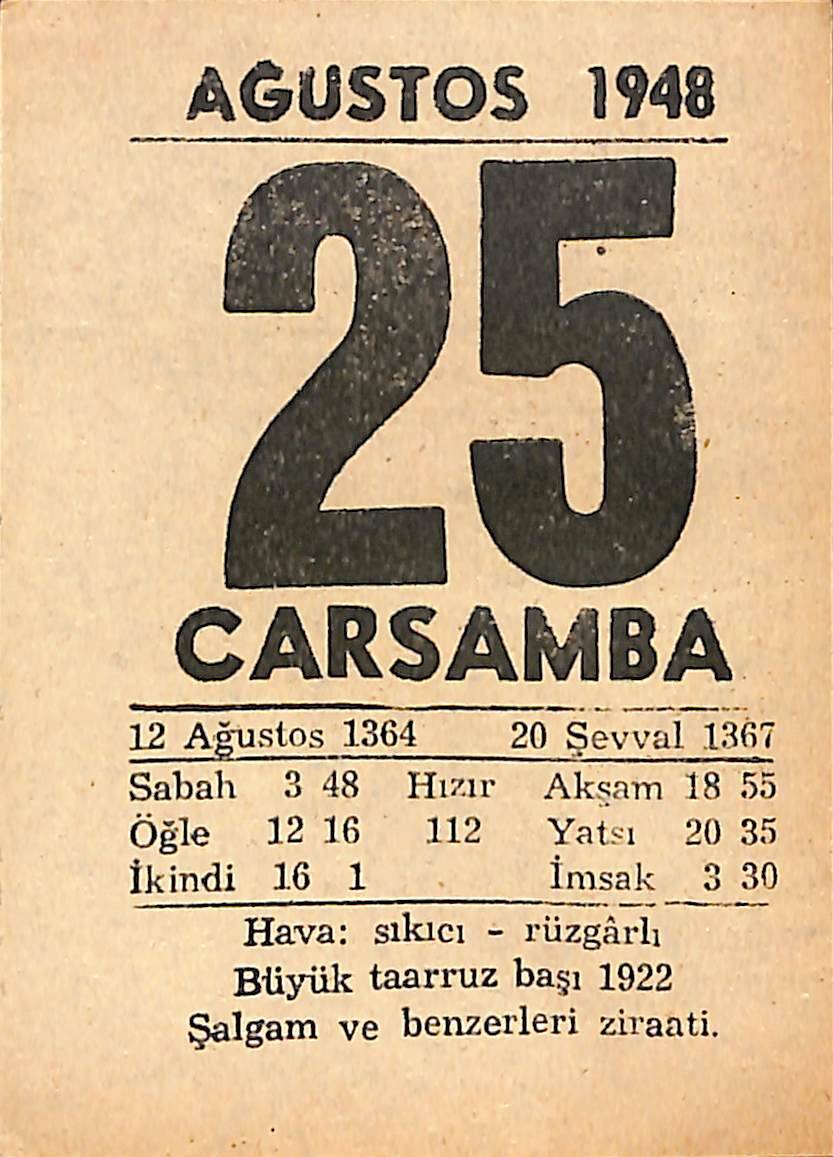 AĞUSTOS 1948
25
CARSAMBA
12 Ağustos 1364 20 Şevval 1367
Sabah 3 48 Hızır Akşam 18 55
Öğle 12 16 112 Yatsı 20 35
İkindi 16 1 İmsak 3 30
Hava: sıkıcı - rüzgârlı
Büyük taarruz başı 1922
Şalgam ve benzerleri ziraati.